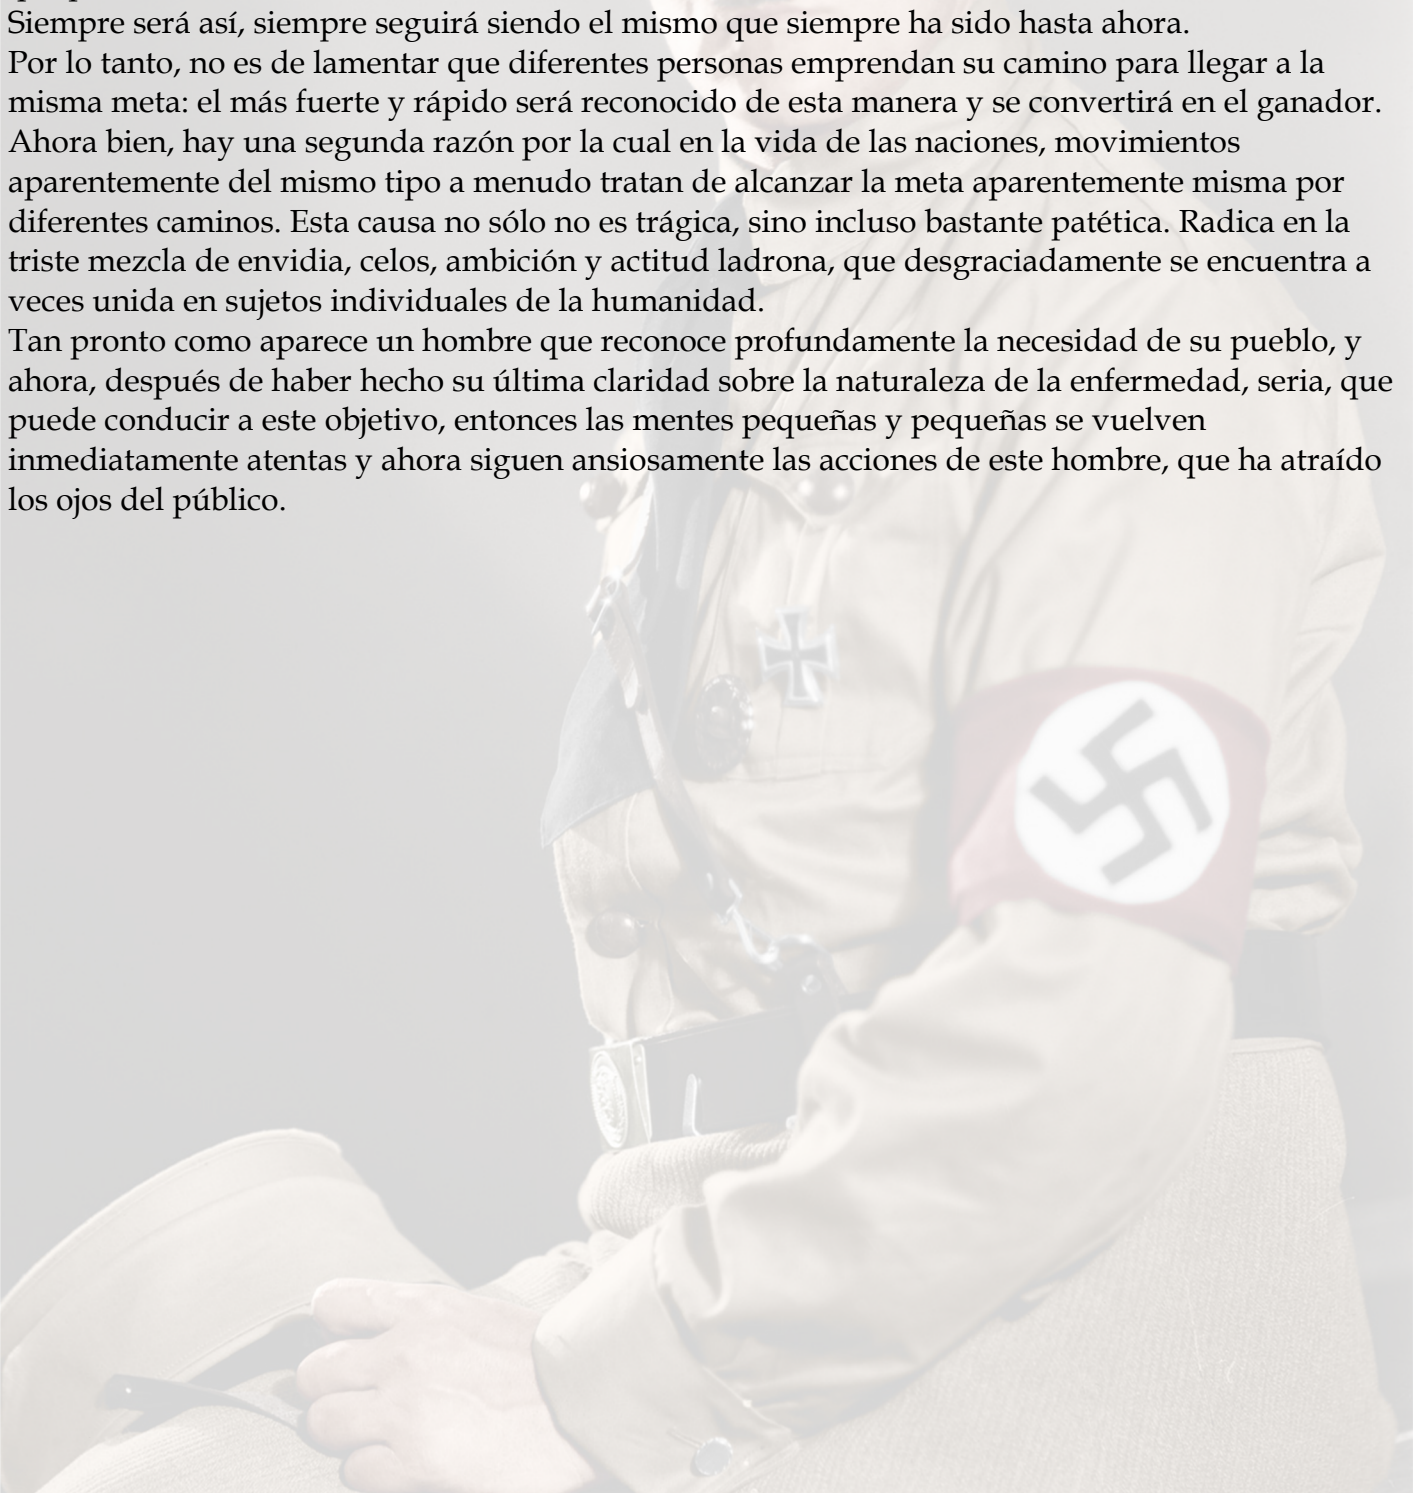 Siempre será así, siempre seguirá siendo el mismo que siempre ha sido hasta ahora.
Por lo tanto, no es de lamentar que diferentes personas emprendan su camino para llegar a la
misma meta: el más fuerte y rápido será reconocido de esta manera y se convertirá en el ganador.
Ahora bien, hay una segunda razón por la cual en la vida de las naciones, movimientos
aparentemente del mismo tipo a menudo tratan de alcanzar la meta aparentemente misma por
diferentes caminos. Esta causa no sólo no es trágica, sino incluso bastante patética. Radica en la
triste mezcla de envidia, celos, ambición y actitud ladrona, que desgraciadamente se encuentra a
veces unida en sujetos individuales de la humanidad.
Tan pronto como aparece un hombre que reconoce profundamente la necesidad de su pueblo, y
ahora, después de haber hecho su última claridad sobre la naturaleza de la enfermedad, seria, que
puede conducir a este objetivo, entonces las mentes pequeñas y pequeñas se vuelven
inmediatamente atentas y ahora siguen ansiosamente las acciones de este hombre, que ha atraído
los ojos del público.